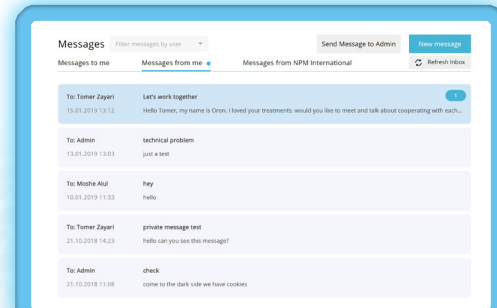 Messages
Filter messages by user
Send Message to Admin
New message
Messages to me
Messages from me
Messages from NPM International
Refresh Inbox
To: Tomer Zayari
Let's work together
1
15.01.2019 13:12
Hello Tomer, my name is Oron. I loved your treatments. would you like to meet and talk about cooperating with each...
To: Admin
technical problem
13.01.2019 13:03
just a test
To: Moshe Alul
hey
10.01.2019 11:33
hello
To: Tomer Zayari
private message test
21.10.2018 14:23
hello can you see this message?
To: Admin
check
21.10.2018 11:08
come to the dark side we have cookies